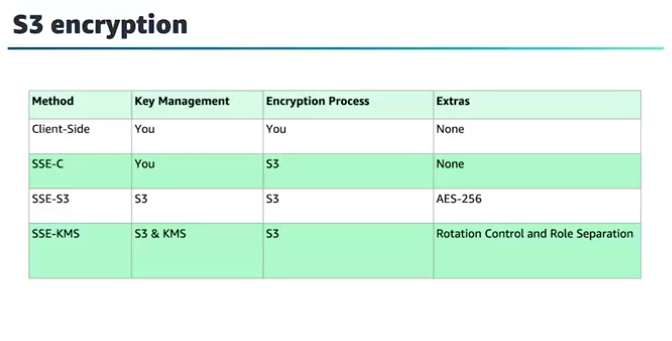 S3 encryption
Method Key Management Encryption Process Extras
Client-Side You You None
SSE-C You S3 None
SSE-S3 S3 S3 AES-256
SSE-KMS S3 & KMS S3 Rotation Control and Role Separation